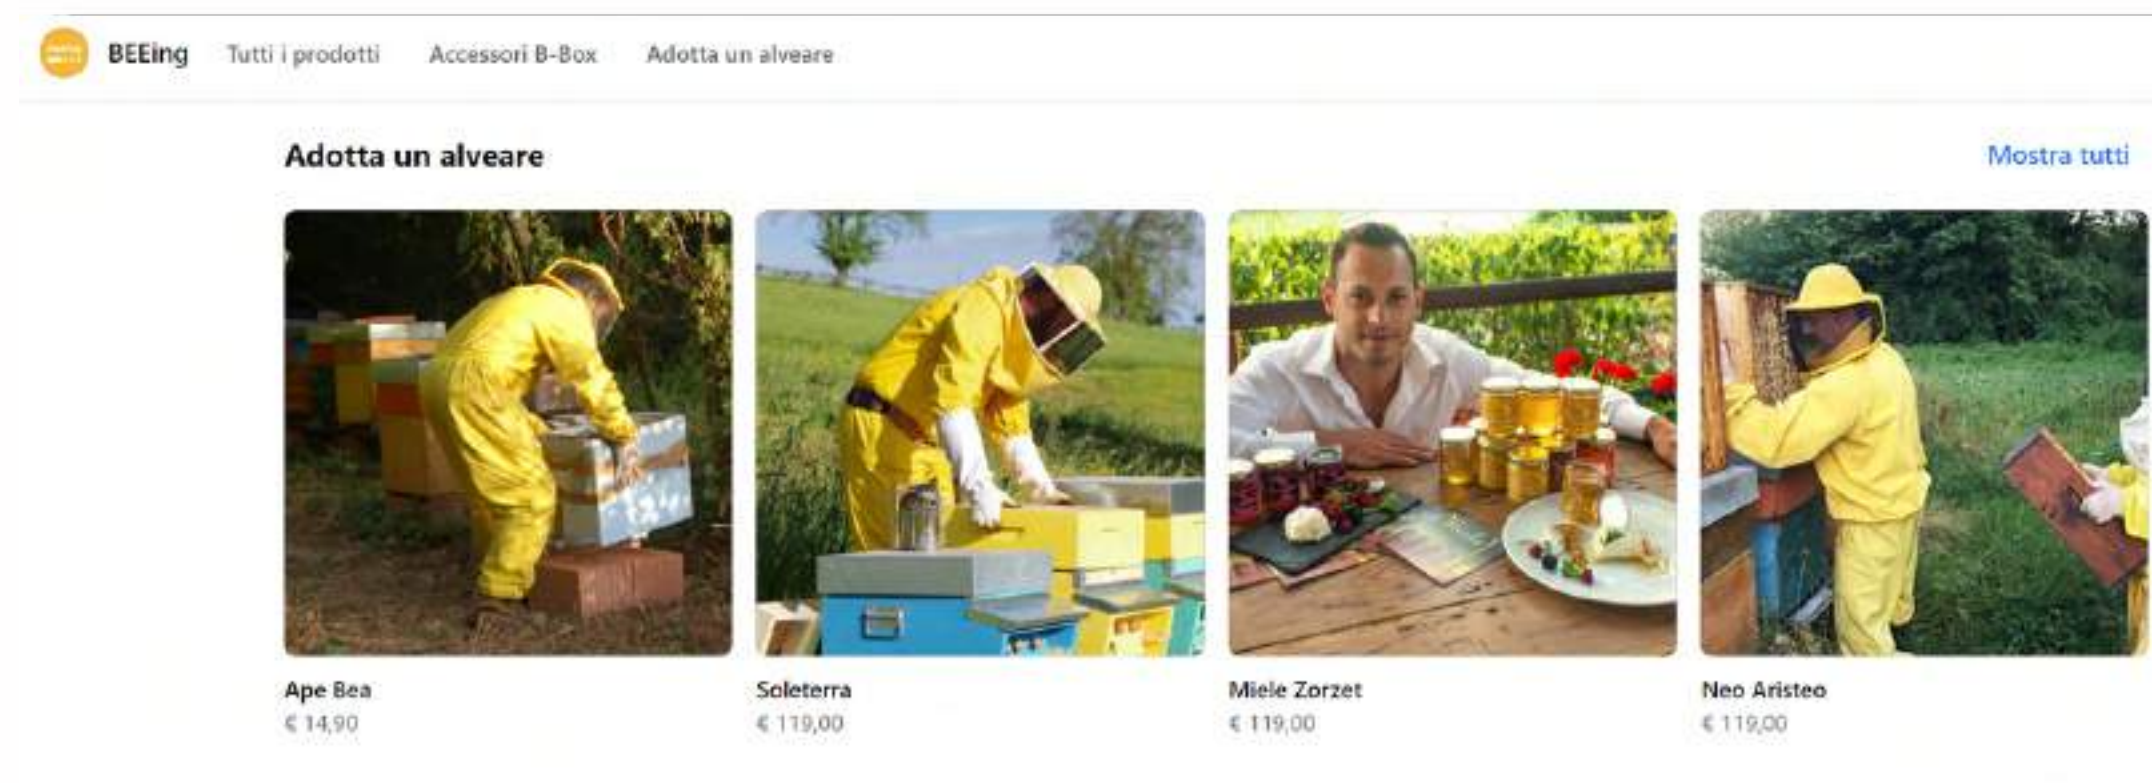 BEEing Tutti i prodotti Accessori B-Box Adotta un alveare
Adotta un alveare Mostra tutti
Ape Bea Soleterra Miele Zorzet Neo Aristeo
€ 14,90 € 119,00 € 119,00 € 119,00